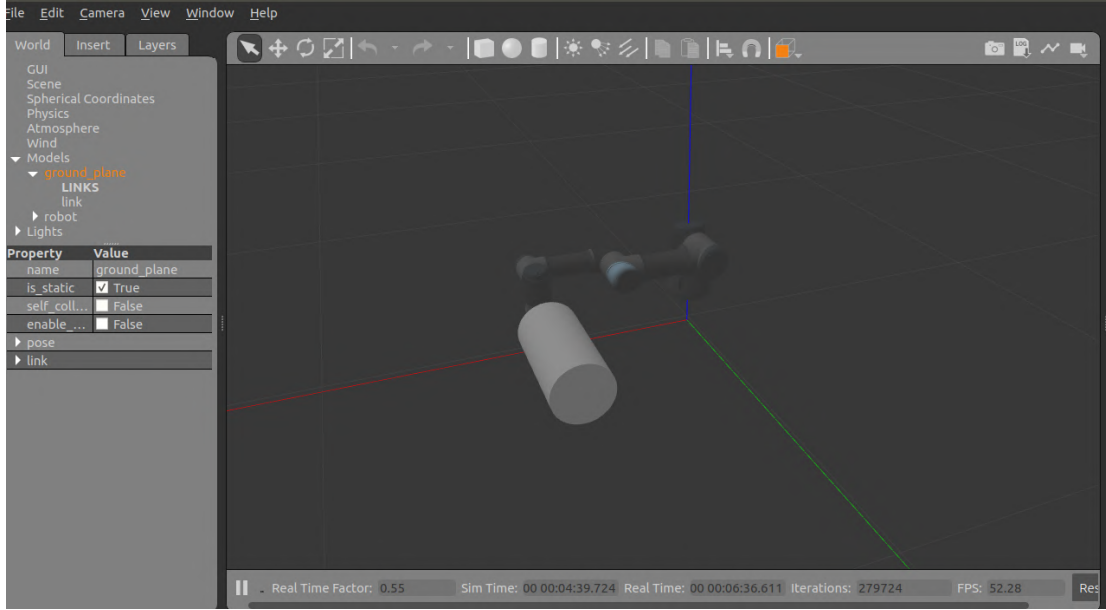 File Edit Camera View Window Help
World Insert Layers
GUI
Scene
Spherical Coordinates
Physics
Atmosphere
Wind
Models
ground_plane
LINKS
link
robot
Lights
Property Value
name ground_plane
is_static True
self_coll... False
enable_... False
pose
link
LOG
Real Time Factor: 0.55 Sim Time: 00 00:04:39.724 Real Time: 00 00:06:36.611 Iterations: 279724 FPS: 52.28 Res